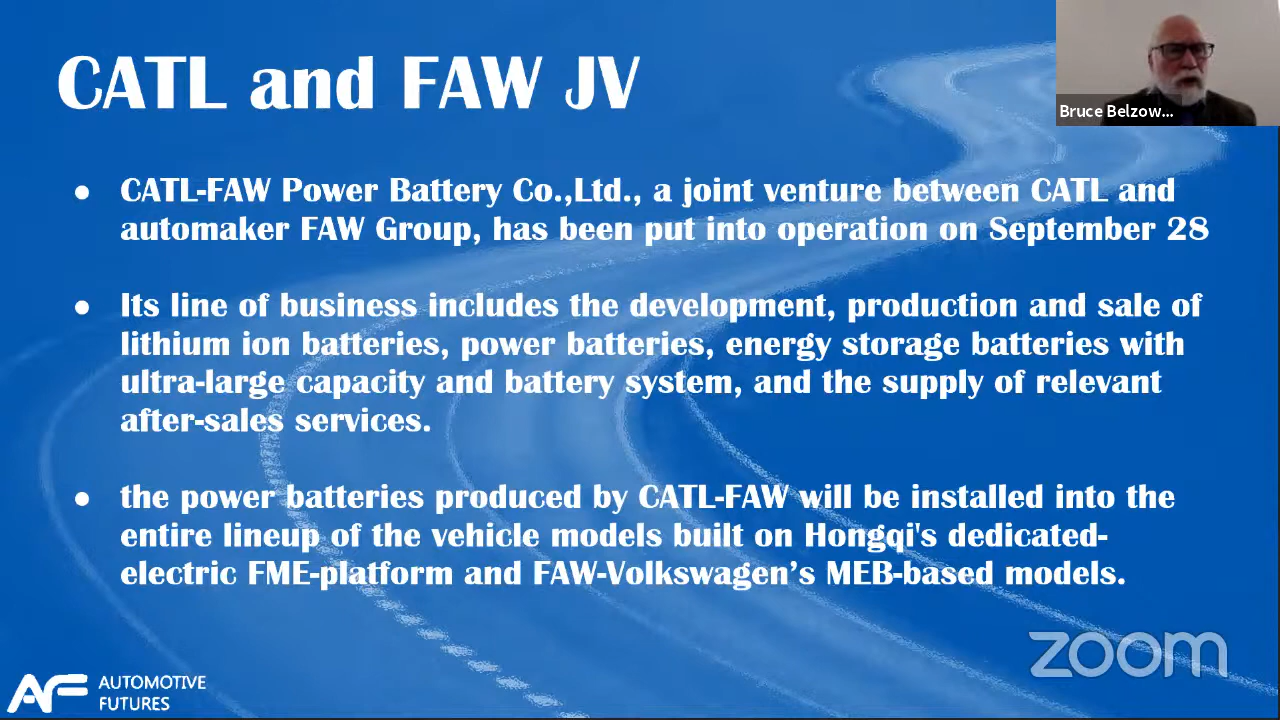 CATL and FAW JV
Bruce Belzow...
• CATL-FAW Power Battery Co.,Ltd., a joint venture between CATL and
automaker FAW Group, has been put into operation on September 28
• Its line of business includes the development, production and sale of
lithium ion batteries, power batteries, energy storage batteries with
ultra-large capacity and battery system, and the supply of relevant
after-sales services.
• the power batteries produced by CATL-FAW will be installed into the
entire lineup of the vehicle models built on Hongqi's dedicated-
electric FME-platform and FAW-Volkswagen’s MEB-based models.
zoom
AF AUTOMOTIVE
FUTURES